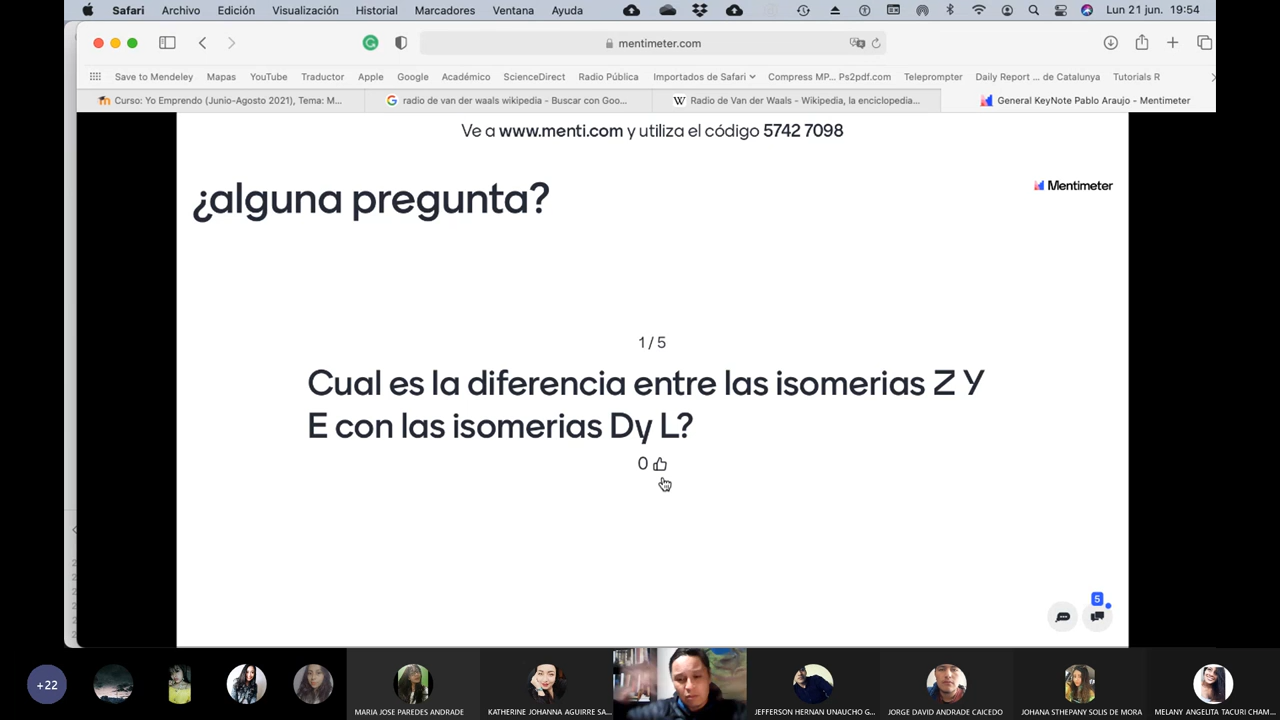 Safari Archivo Edición Visualización Historial Marcadores Ventana Ayuda Lun 21 jun. 19:54
mentimeter.com
Save to Mendeley Mapas YouTube Traductor Apple Google Académico ScienceDirect Radio Pública Importados de Safari Compress MP... Ps2pdf.com Teleprompter Daily Report ... de Catalunya Tutorials R
Curso: Yo Emprendo (Junio-Agosto 2021), Tema: M... radio de van der waals wikipedia - Buscar con Goo... Radio de Van der Waals - Wikipedia, la enciclopedia... General KeyNote Pablo Araujo - Mentimeter
Ve a www.menti.com y utiliza el código 5742 7098
Mentimeter
¿alguna pregunta?
1 / 5
Cual es la diferencia entre las isomerias Z Y
E con las isomerias Dy L?
0
5
+22
MARIA JOSE PAREDES ANDRADE KATHERINE JOHANNA AGUIRRE SA... JEFFERSON HERNAN UNAUCHO G... JORGE DAVID ANDRADE CAICEDO JOHANA STHEPANY SOLIS DE MORA MELANY ANGELITA TACURI CHAM...